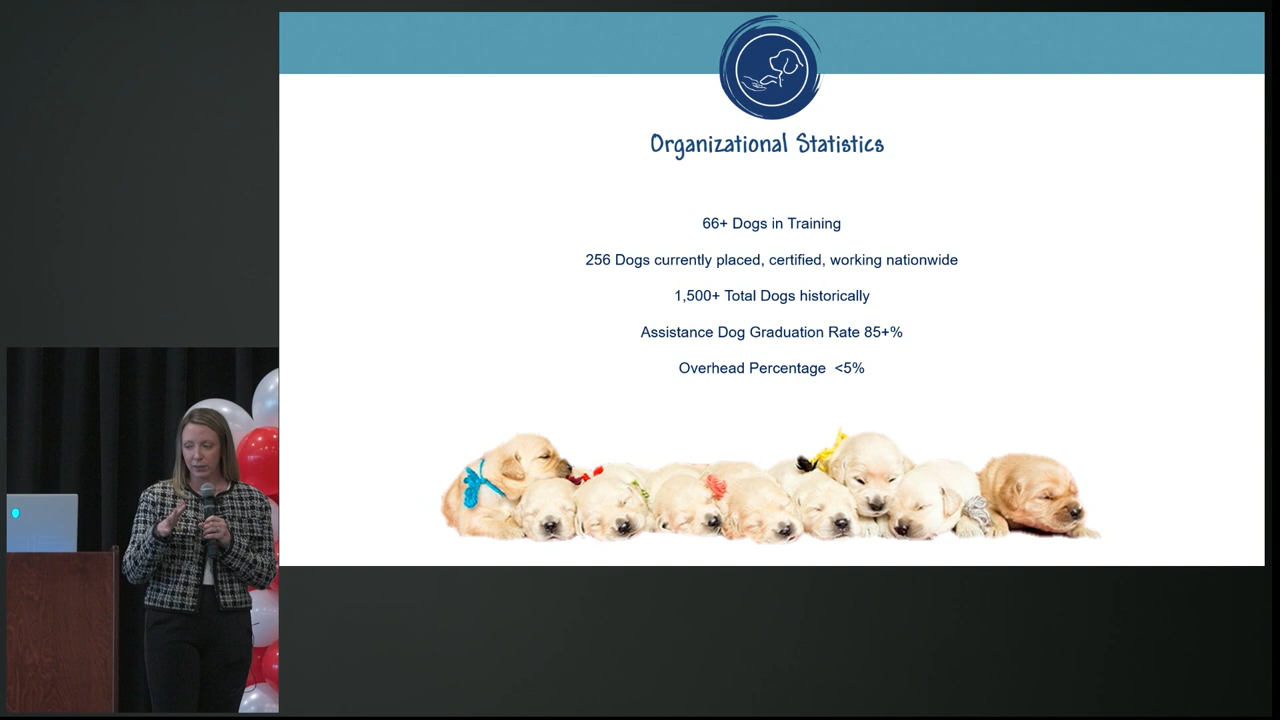 Organizational Statistics
66+ Dogs in Training
256 Dogs currently placed, certified, working nationwide
1,500+ Total Dogs historically
Assistance Dog Graduation Rate 85+%
Overhead Percentage  <5%